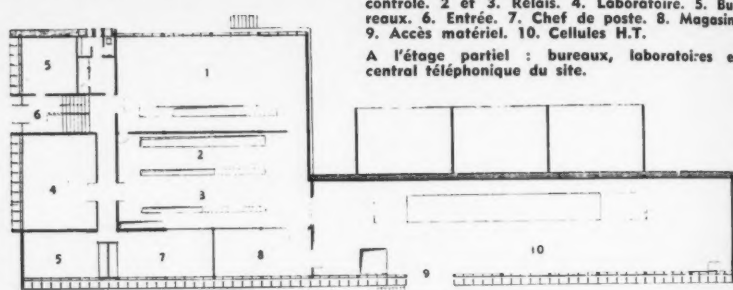 contrôle. 2 et 3. Relais. 4. Laboratoire. 5. Bu-
reaux. 6. Entrée. 7. Chef de poste. 8. Magasin
9. Accès matériel. 10. Cellules H.T.
A l'étage partiel : bureaux, laboratoires e
central téléphonique du site.
5
1
6
2
4
3
5
7
8
10
9